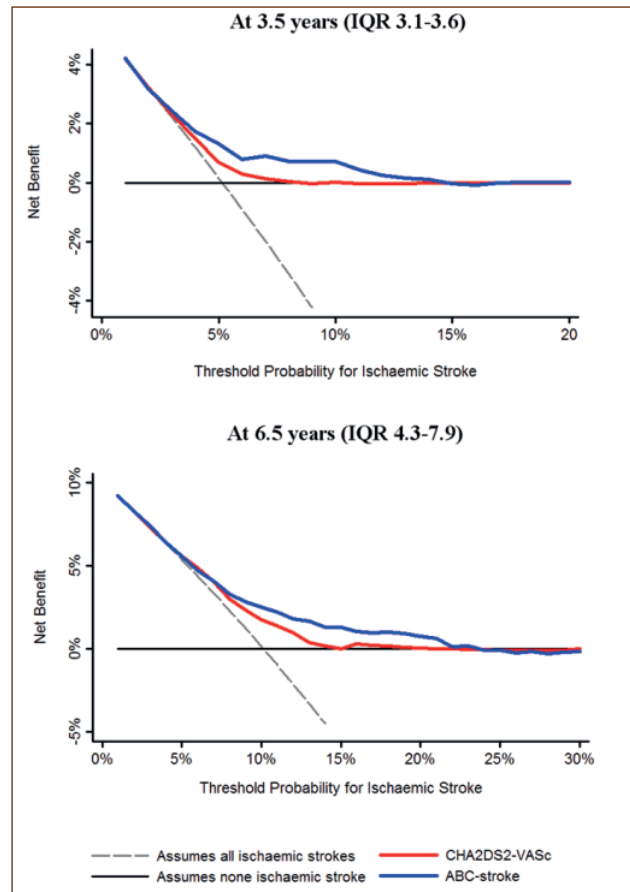 At 3.5 years (IQR 3.1-3.6)
4%
2%
0%
-2%
-4%
Net Benefit
0% 5% 10% 15% 20
Threshold Probability for Ischaemic Stroke
At 6.5 years (IQR 4.3-7.9)
10%
5%
0%
-5%
Net Benefit
0% 5% 10% 15% 20% 25% 30%
Threshold Probability for Ischaemic Stroke
Assumes all ischaemic strokes CHA2DS2-VASc
Assumes none ischaemic stroke ABC-stroke